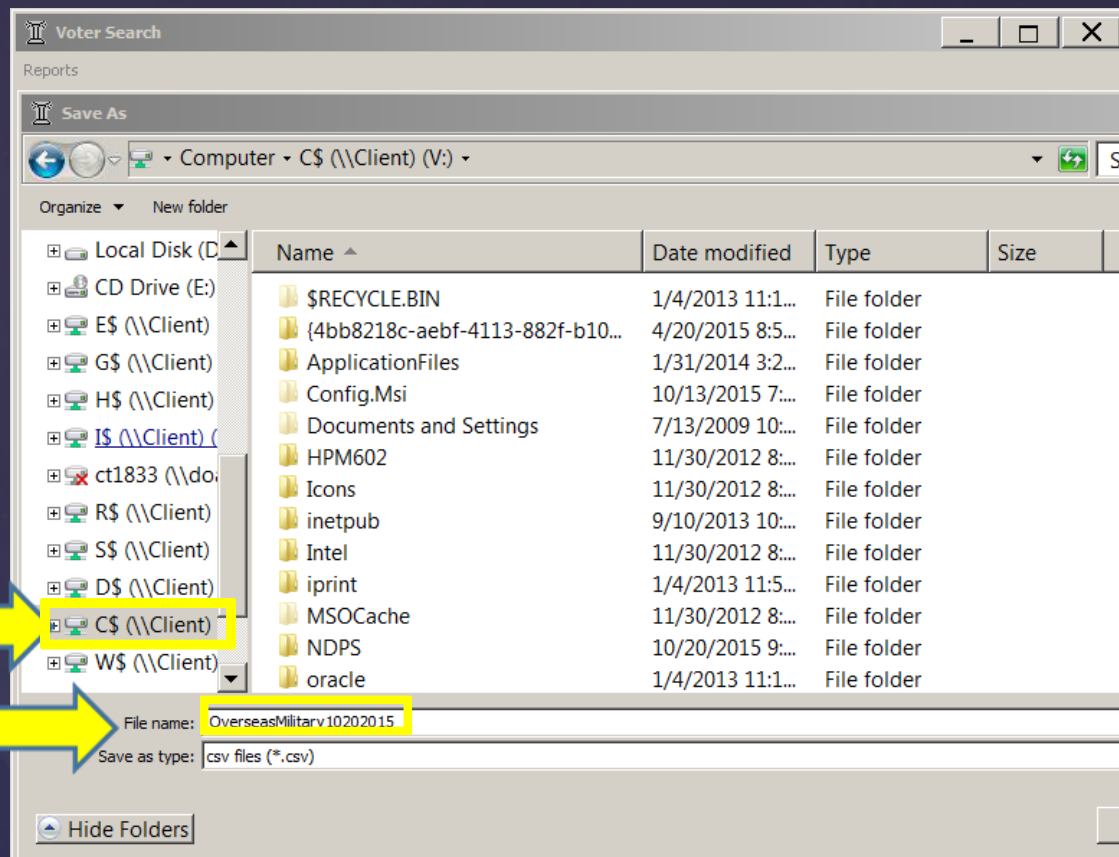 Voter Search
Reports
Save As
Computer C$ (\\Client) (V:)
S
Organize New folder
Local Disk (D
CD Drive (E:)
E$ (\\Client)
G$ (\\Client)
H$ (\\Client)
I$ (\\Client) (
ct1833 (\\doa
R$ (\\Client)
S$ (\\Client)
D$ (\\Client)
C$ (\\Client)
W$ (\\Client)
Name Date modified Type Size
$RECYCLE.BIN 1/4/2013 11:1... File folder
{4bb8218c-aebf-4113-882f-b10... 4/20/2015 8:5... File folder
ApplicationFiles 1/31/2014 3:2... File folder
Config.Msi 10/13/2015 7:... File folder
Documents and Settings 7/13/2009 10:... File folder
HPM602 11/30/2012 8:... File folder
Icons 11/30/2012 8:... File folder
inetpub 9/10/2013 10:... File folder
Intel 11/30/2012 8:... File folder
iprint 1/4/2013 11:5... File folder
MSOCache 11/30/2012 8:... File folder
NDPS 10/20/2015 9:... File folder
oracle 1/4/2013 11:1... File folder
File name: OverseasMilitary10202015
Save as type: csv files (*.csv)
Hide Folders